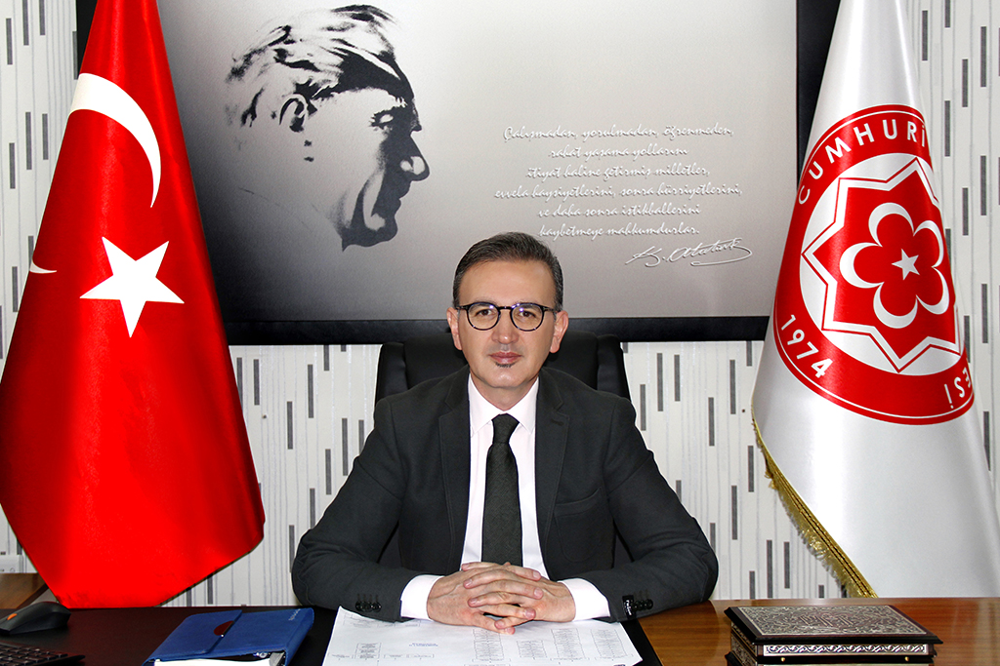 Çalışmadan, yorulmadan, öğrenmeden,
rahat yaşama yollarını
itiyat haline getirmiş milletler,
evvela haysiyetlerini, sonra hürriyetlerini,
ve daha sonra istikballerini
kaybetmeye mahkumdurlar.
K. Atatürk
CUMHURİ
ESİ
1974